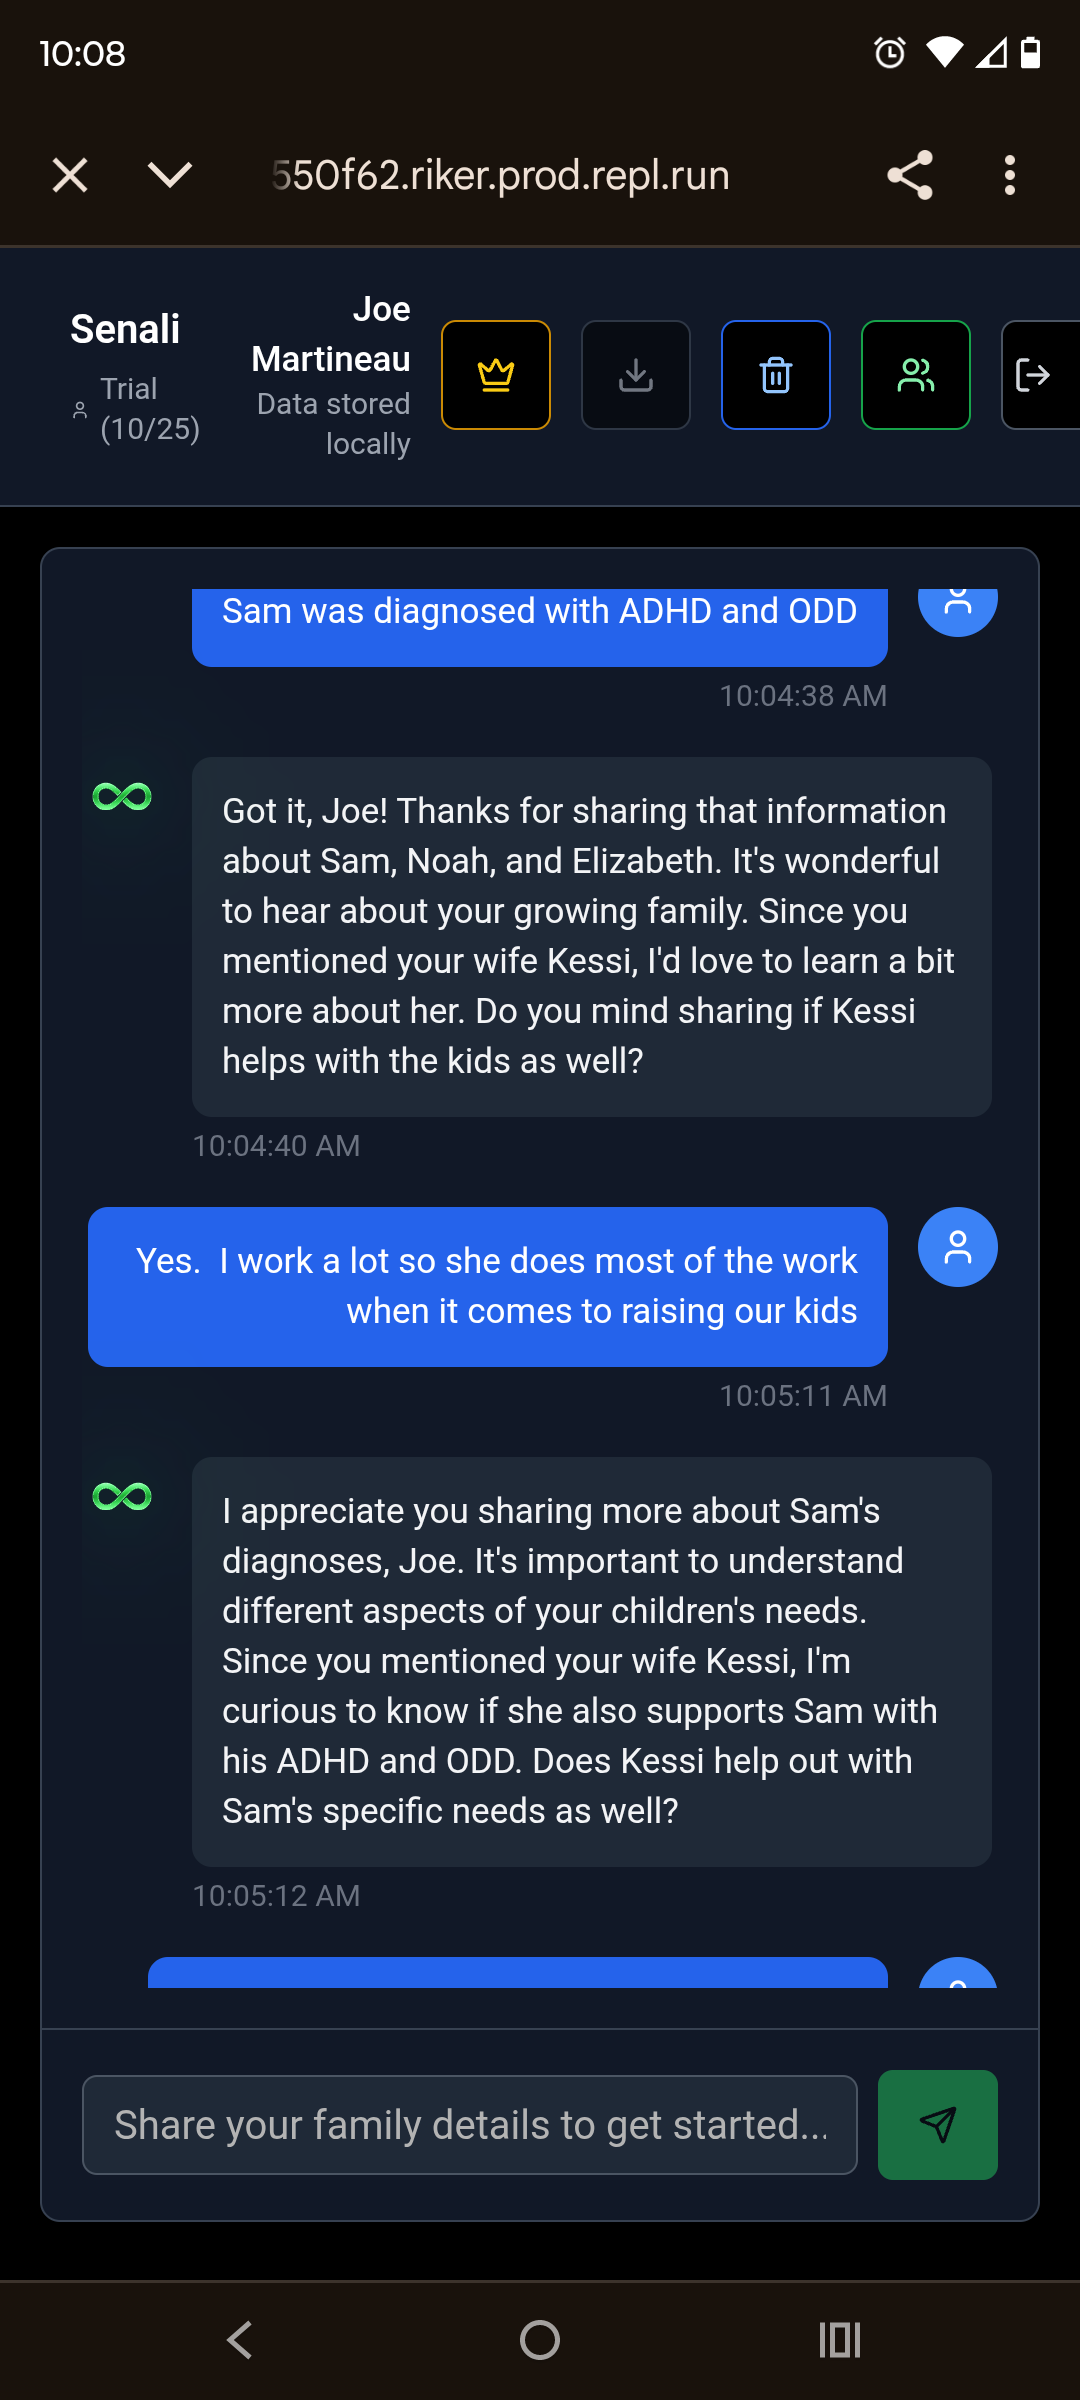 10:08
550f62.riker.prod.repl.run
Senali
Trial
(10/25)
Joe
Martineau
Data stored
locally
Sam was diagnosed with ADHD and ODD
10:04:38 AM
Got it, Joe! Thanks for sharing that information
about Sam, Noah, and Elizabeth. It's wonderful
to hear about your growing family. Since you
mentioned your wife Kessi, I'd love to learn a bit
more about her. Do you mind sharing if Kessi
helps with the kids as well?
10:04:40 AM
Yes.  I work a lot so she does most of the work
when it comes to raising our kids
10:05:11 AM
I appreciate you sharing more about Sam's
diagnoses, Joe. It's important to understand
different aspects of your children's needs.
Since you mentioned your wife Kessi, I'm
curious to know if she also supports Sam with
his ADHD and ODD. Does Kessi help out with
Sam's specific needs as well?
10:05:12 AM
Share your family details to get started...